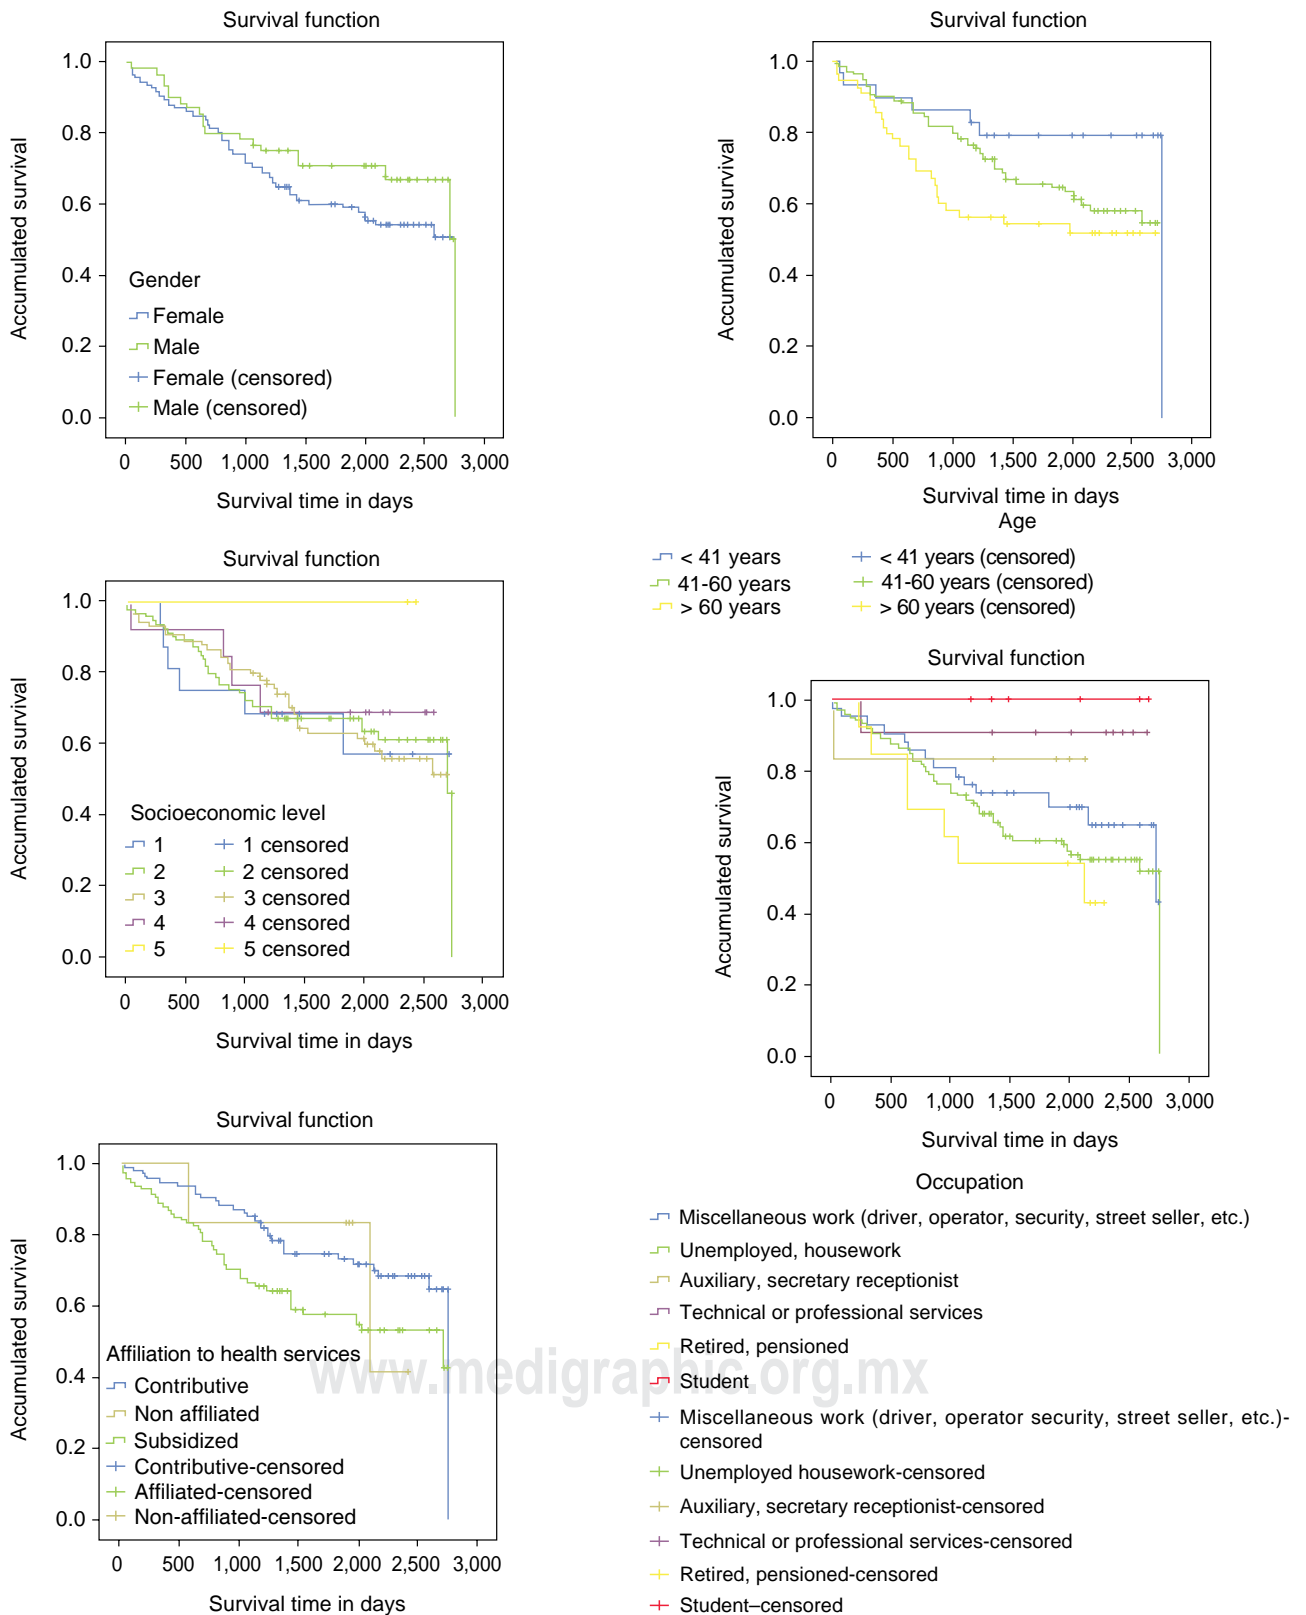 Survival function
Accumulated survival
1.0
0.8
0.6
0.4
0.2
0.0
Gender
Female
Male
Female (censored)
Male (censored)
0 500 1,000 1,500 2,000 2,500 3,000
Survival time in days
Survival function
Accumulated survival
1.0
0.8
0.6
0.4
0.2
0.0
0 500 1,000 1,500 2,000 2,500 3,000
Survival time in days
Age
< 41 years < 41 years (censored)
41-60 years 41-60 years (censored)
> 60 years > 60 years (censored)
Survival function
Accumulated survival
1.0
0.8
0.6
0.4
0.2
0.0
Socioeconomic level
1 1 censored
2 2 censored
3 3 censored
4 4 censored
5 5 censored
0 500 1,000 1,500 2,000 2,500 3,000
Survival time in days
Survival function
Accumulated survival
1.0
0.8
0.6
0.4
0.2
0.0
0 500 1,000 1,500 2,000 2,500 3,000
Survival time in days
Occupation
Miscellaneous work (driver, operator, security, street seller, etc.)
Unemployed, housework
Auxiliary, secretary receptionist
Technical or professional services
Retired, pensioned
Student
Miscellaneous work (driver, operator security, street seller, etc.)-
censored
Unemployed housework-censored
Auxiliary, secretary receptionist-censored
Technical or professional services-censored
Retired, pensioned-censored
Student–censored
Survival function
Accumulated survival
1.0
0.8
0.6
0.4
0.2
0.0
Affiliation to health services
Contributive
Non affiliated
Subsidized
Contributive-censored
Affiliated-censored
Non-affiliated-censored
0 500 1,000 1,500 2,000 2,500 3,000
Survival time in days
www.medigraphic.org.mx